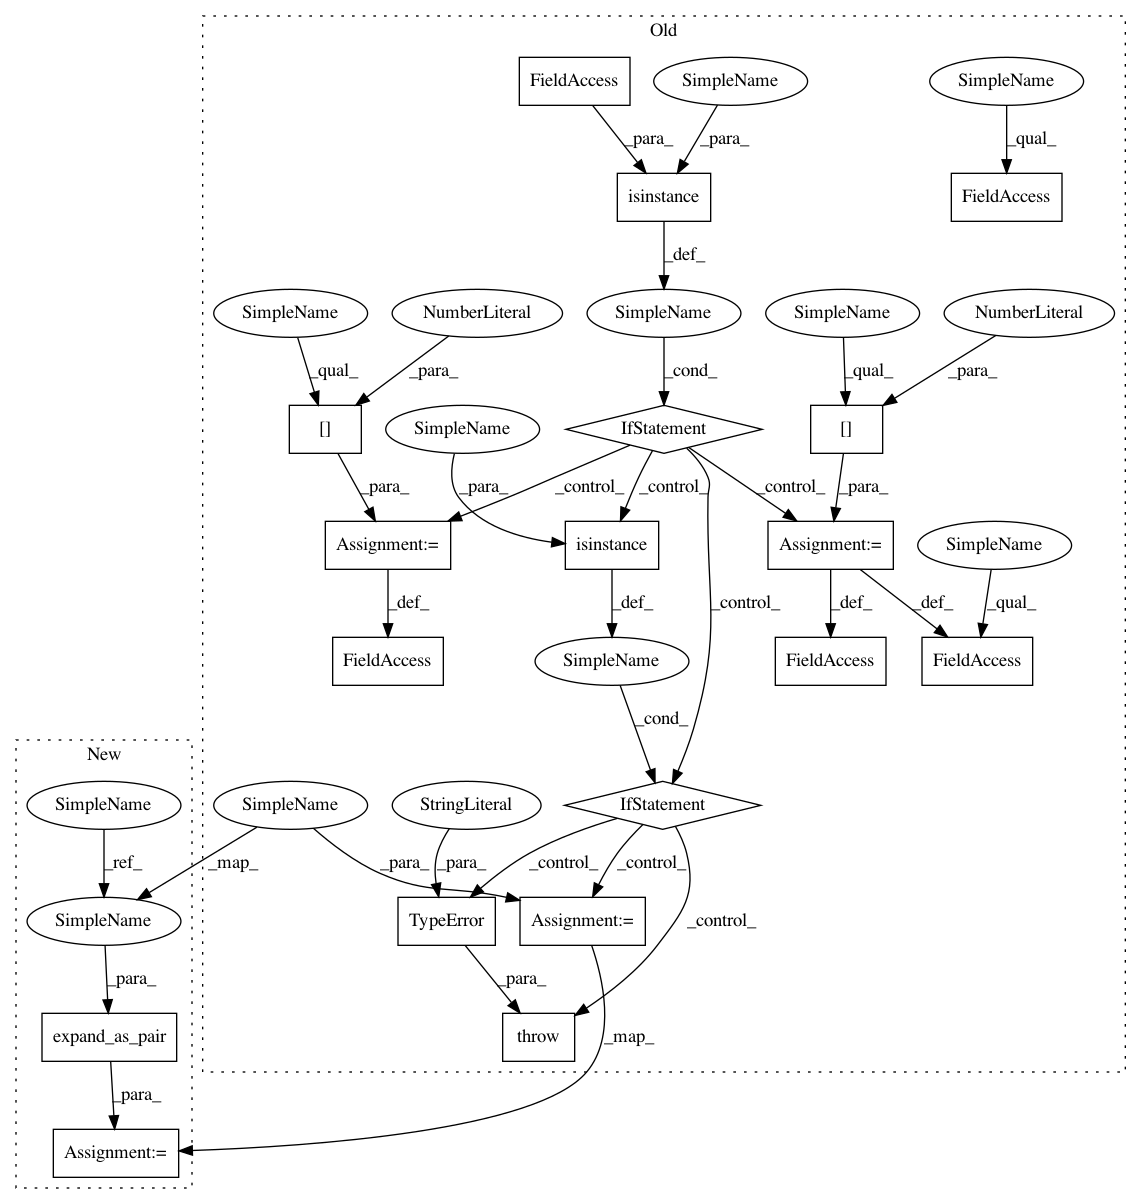 Old
FieldAccess
SimpleName
SimpleName
_para_
_para_
_qual_
isinstance
FieldAccess
_def_
SimpleName
NumberLiteral
SimpleName
SimpleName
NumberLiteral
_qual_
_para_
_cond_
_qual_
_para_
[]
SimpleName
IfStatement
[]
_para_
_para_
_control_
_control_
_control_
_para_
Assignment:=
isinstance
Assignment:=
SimpleName
_def_
_def_
_control_
_def_
_def_
_qual_
FieldAccess
SimpleName
FieldAccess
FieldAccess
_cond_
New
SimpleName
SimpleName
StringLiteral
IfStatement
_ref_
_map_
_para_
_para_
_control_
_control_
SimpleName
TypeError
Assignment:=
_control_
_para_
_para_
expand_as_pair
throw
_map_
_para_
Assignment:=